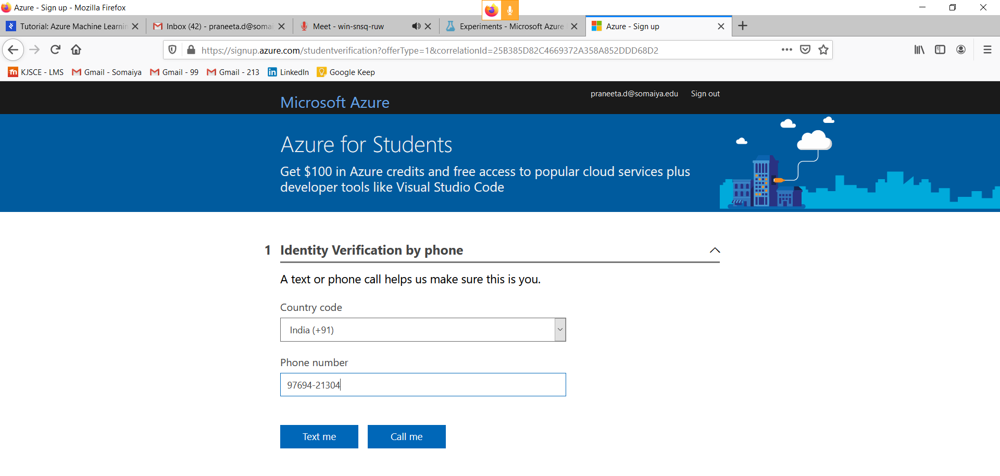 Azure - Sign up - Mozilla Firefox
Tutorial: Azure Machine Learnin
Inbox (42) - praneeta.d@somai
Meet - win-snsq-ruw
Experiments - Microsoft Azure
Azure - Sign up
https://signup.azure.com/studentverification?offerType=1&correlationId=25B385D82C4669372A358A852DDD68D2
KJSCE - LMS
Gmail - Somaiya
Gmail - 99
Gmail - 213
LinkedIn
Google Keep
Microsoft Azure
praneeta.d@somaiya.edu
Sign out
Azure for Students
Get $100 in Azure credits and free access to popular cloud services plus
developer tools like Visual Studio Code
1 Identity Verification by phone
A text or phone call helps us make sure this is you.
Country code
India (+91)
Phone number
97694-21304
Text me
Call me